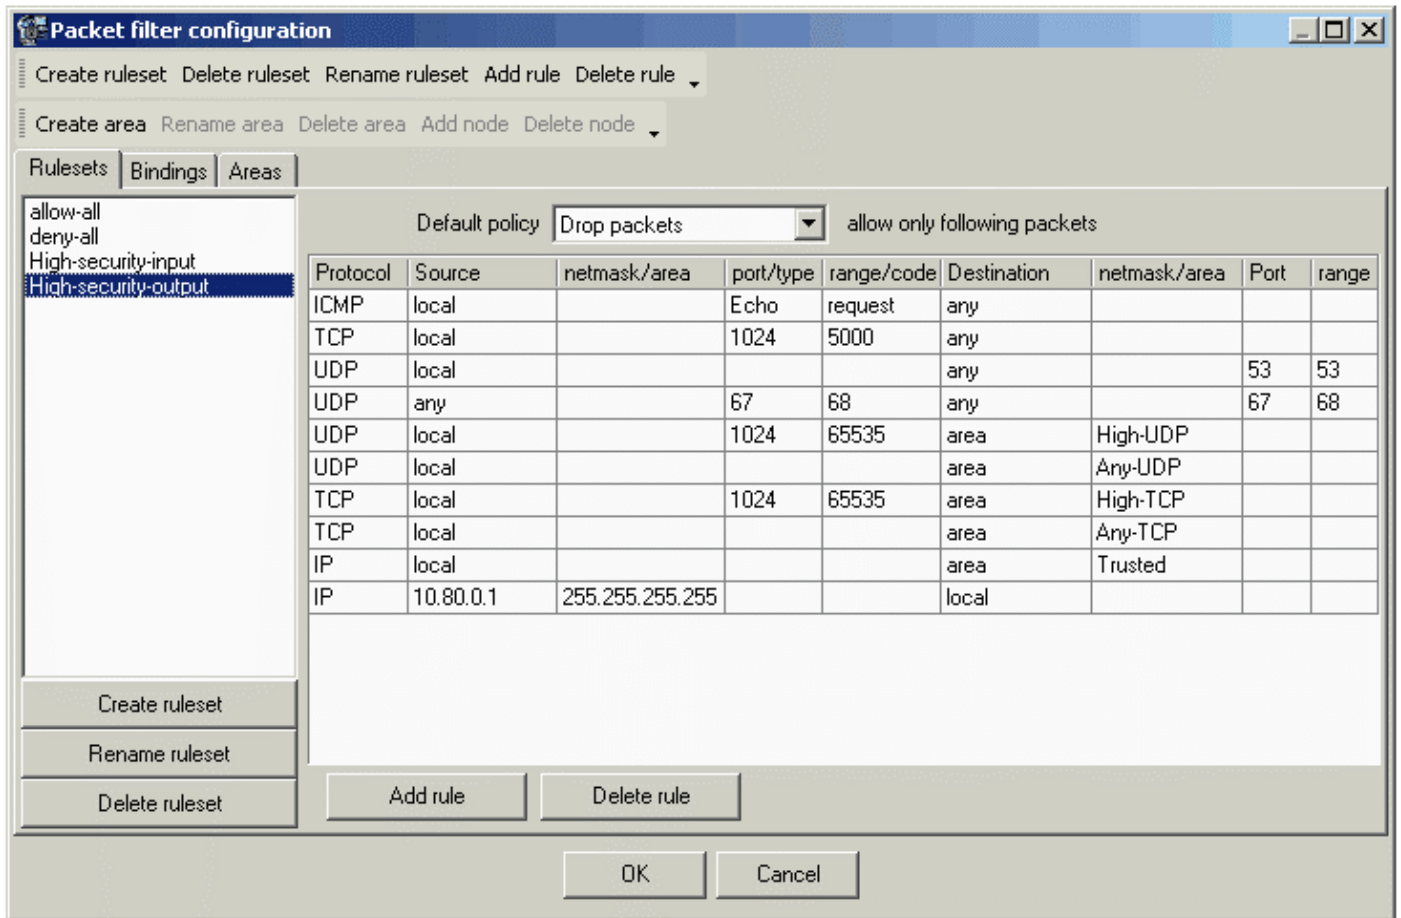 Packet filter configuration
Create ruleset Delete ruleset Rename ruleset Add rule Delete rule
Create area Rename area Delete area Add node Delete node
Rulesets Bindings Areas
allow-all
deny-all
High-security-input
High-security-output
Default policy Drop packets allow only following packets
Protocol Source netmask/area port/type range/code Destination netmask/area Port range
ICMP local Echo request any
TCP local 1024 5000 any
UDP local any 53 53
UDP any 67 68 any 67 68
UDP local 1024 65535 area High-UDP
UDP local area Any-UDP
TCP local 1024 65535 area High-TCP
TCP local area Any-TCP
IP local area Trusted
IP 10.80.0.1 255.255.255.255 local
Create ruleset
Rename ruleset
Delete ruleset
Add rule Delete rule
OK Cancel